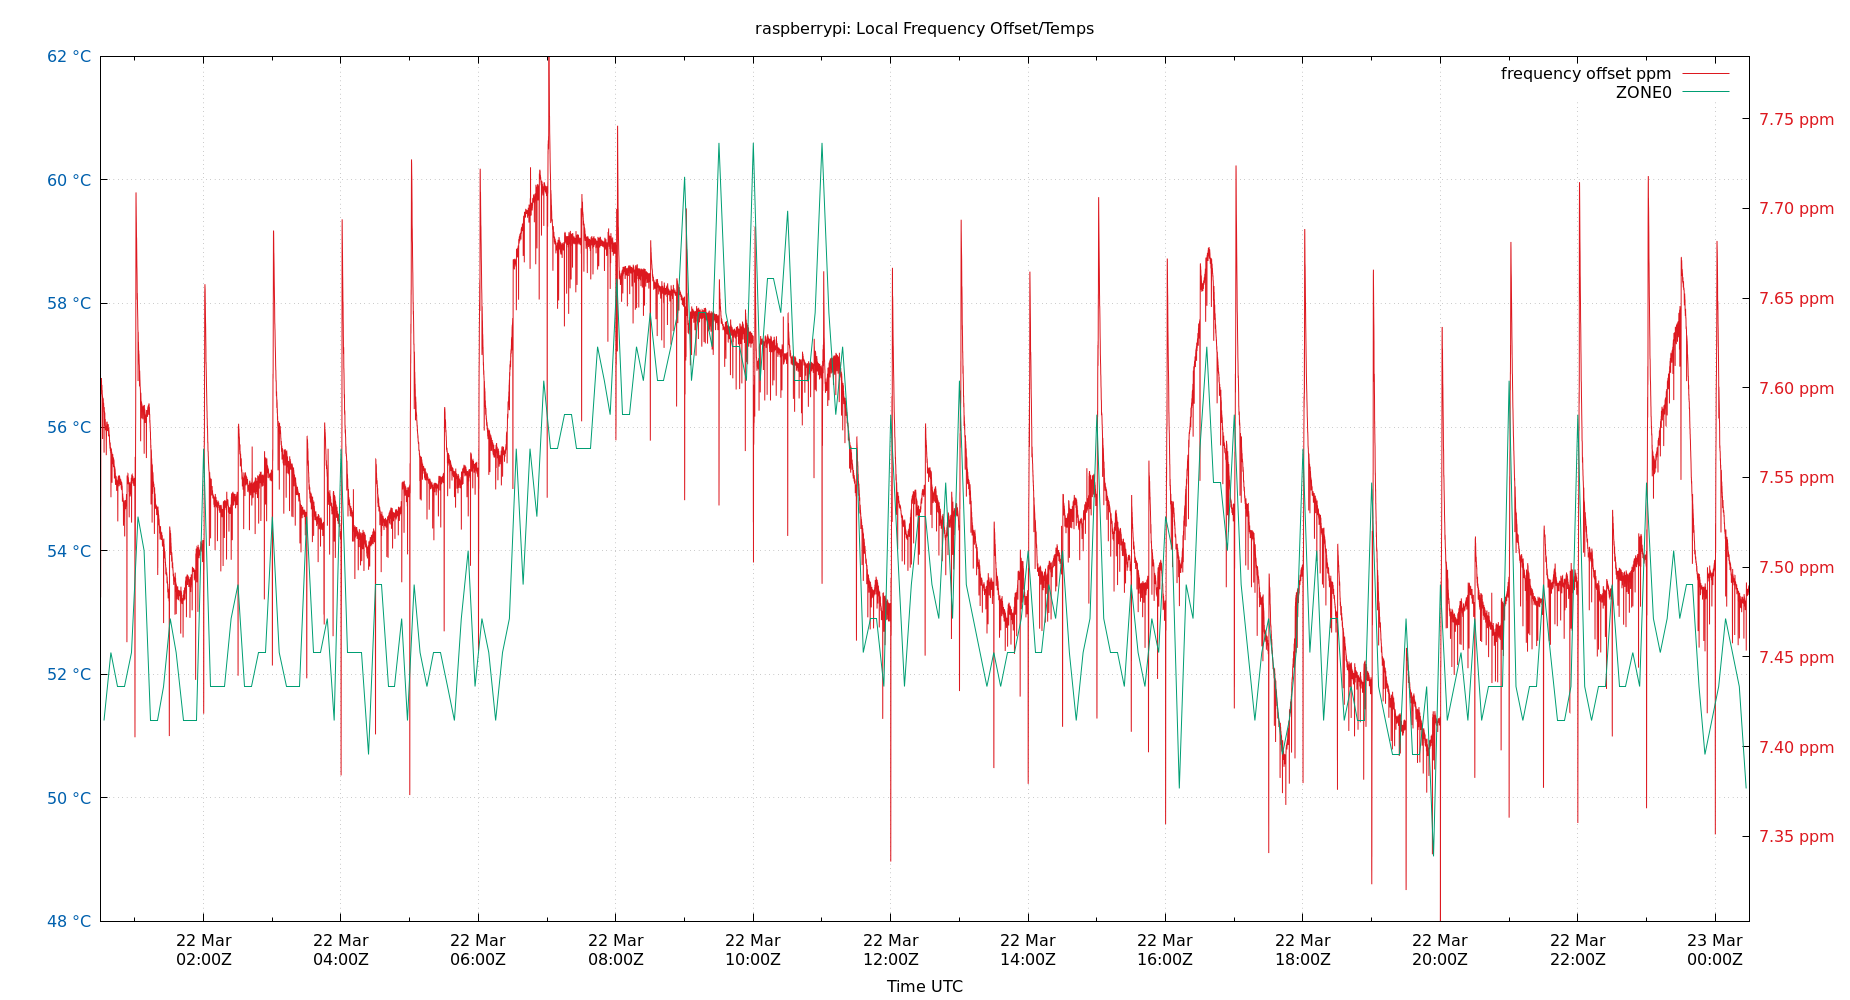 raspberrypi: Local Frequency Offset/Temps
frequency offset ppm
ZONE0
62 °C
60 °C
58 °C
56 °C
54 °C
52 °C
50 °C
48 °C
7.75 ppm
7.70 ppm
7.65 ppm
7.60 ppm
7.55 ppm
7.50 ppm
7.45 ppm
7.40 ppm
7.35 ppm
22 Mar 22 Mar 22 Mar 22 Mar 22 Mar 22 Mar 22 Mar 22 Mar 22 Mar 22 Mar 22 Mar 23 Mar
02:00Z 04:00Z 06:00Z 08:00Z 10:00Z 12:00Z 14:00Z 16:00Z 18:00Z 20:00Z 22:00Z 00:00Z
Time UTC